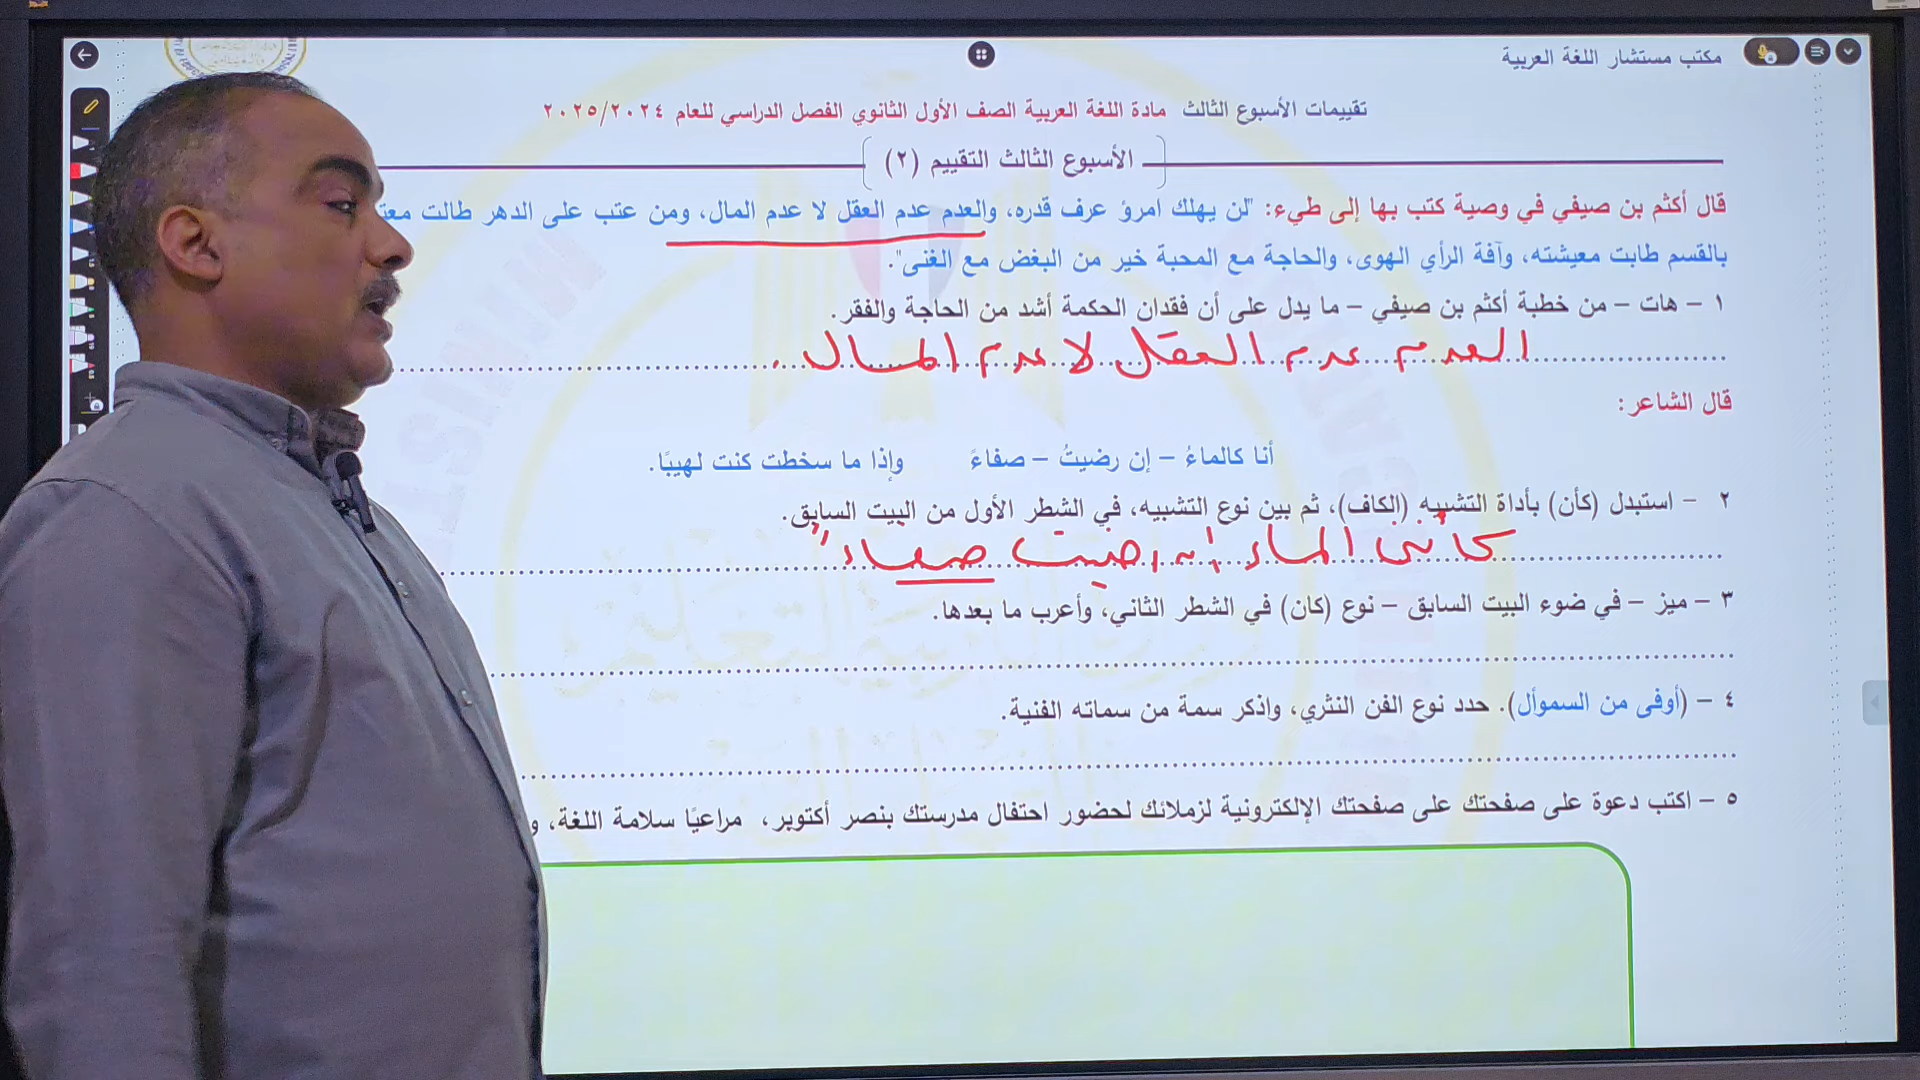 مكتب مستشار اللغة العربية
تقييمات الأسبوع الثالث مادة اللغة العربية الصف الأول الثانوي الفصل الدراسي للعام ٢٠٢٥/٢٠٢٤
الأسبوع الثالث التقييم (٢)
قال أكثم بن صيفي في وصية كتب بها إلى طيء: "لن يهلك امرؤ عرف قدره، والعدم عدم العقل لا عدم المال، ومن عتب على الدهر طالت
بالقسم طابت معيشته، وآفة الرأي الهوى، والحاجة مع المحبة خير من البغض مع الغنى".
١ - هات - من خطبة أكثم بن صيفي - ما يدل على أن فقدان الحكمة أشد من الحاجة والفقر.
العدم عدم العقل لا عدم المال.
قال الشاعر:
أنا كالماءُ - إن رضيتُ - صفاءً وإذا ما سخطت كنت لهيبًا.
٢ - استبدل (كأن) بأداة التشبيه (الكاف)، ثم بين نوع التشبيه، في الشطر الأول من البيت السابق.
كأننى الماء إن رضيت صفاء"
٣ - ميز - في ضوء البيت السابق - نوع (كان) في الشطر الثاني، وأعرب ما بعدها.
٤ - (أوفى من السموأل). حدد نوع الفن النثري، واذكر سمة من سماته الفنية.
٥ - اكتب دعوة على صفحتك على صفحتك الإلكترونية لزملائك لحضور احتفال مدرستك بنصر أكتوبر، مراعيًا سلامة اللغة، و